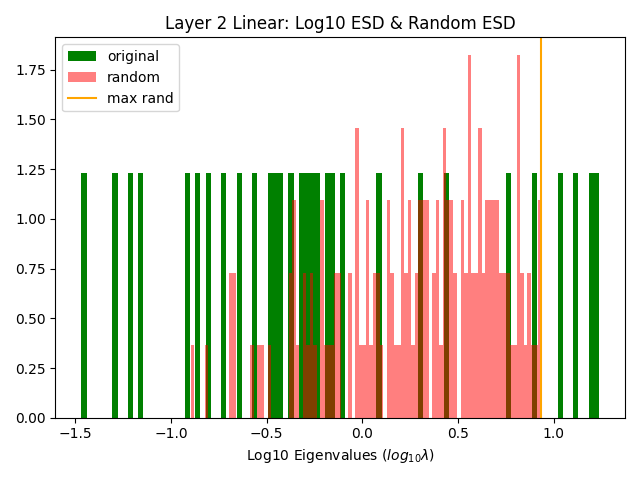 Layer 2 Linear: Log10 ESD & Random ESD
original
random
max rand
1.75
1.50
1.25
1.00
0.75
0.50
0.25
0.00
−1.5 −1.0 −0.5 0.0 0.5 1.0
Log10 Eigenvalues (log₁₀λ)